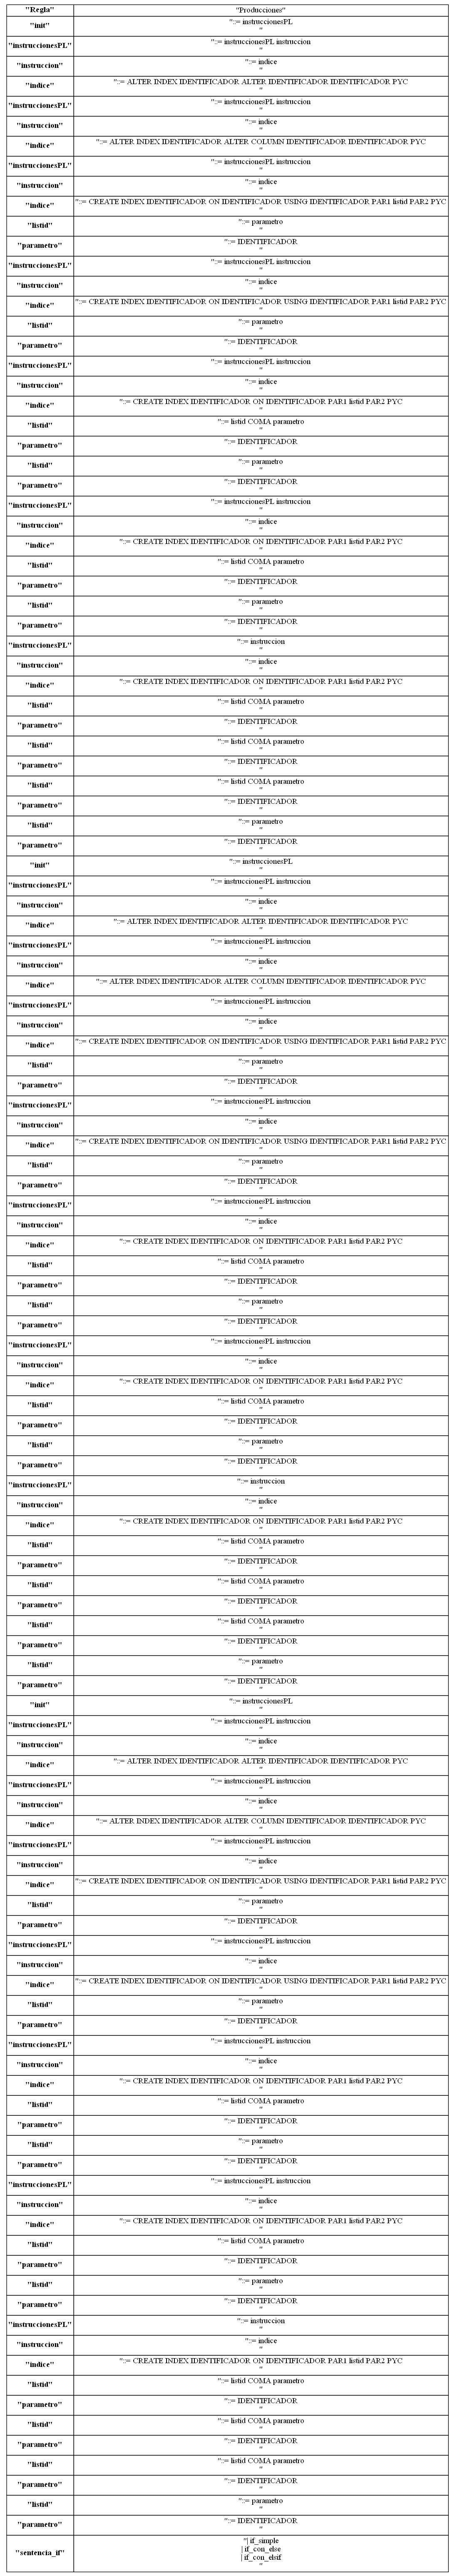 "Regla" "Producciones"
"init" "::= instruccionesPL
"
"instruccionesPL" "::= instruccionesPL instruccion
"
"instruccion" "::= indice
"
"indice" "::= ALTER INDEX IDENTIFICADOR ALTER IDENTIFICADOR IDENTIFICADOR PYC
"
"instruccionesPL" "::= instruccionesPL instruccion
"
"instruccion" "::= indice
"
"indice" "::= ALTER INDEX IDENTIFICADOR ALTER COLUMN IDENTIFICADOR IDENTIFICADOR PYC
"
"instruccionesPL" "::= instruccionesPL instruccion
"
"instruccion" "::= indice
"
"indice" "::= CREATE INDEX IDENTIFICADOR ON IDENTIFICADOR USING IDENTIFICADOR PAR1 listid PAR2 PYC
"
"listid" "::= parametro
"
"parametro" "::= IDENTIFICADOR
"
"instruccionesPL" "::= instruccionesPL instruccion
"
"instruccion" "::= indice
"
"indice" "::= CREATE INDEX IDENTIFICADOR ON IDENTIFICADOR USING IDENTIFICADOR PAR1 listid PAR2 PYC
"
"listid" "::= parametro
"
"parametro" "::= IDENTIFICADOR
"
"instruccionesPL" "::= instruccionesPL instruccion
"
"instruccion" "::= indice
"
"indice" "::= CREATE INDEX IDENTIFICADOR ON IDENTIFICADOR PAR1 listid PAR2 PYC
"
"listid" "::= listid COMA parametro
"
"parametro" "::= IDENTIFICADOR
"
"listid" "::= parametro
"
"parametro" "::= IDENTIFICADOR
"
"instruccionesPL" "::= instruccionesPL instruccion
"
"instruccion" "::= indice
"
"indice" "::= CREATE INDEX IDENTIFICADOR ON IDENTIFICADOR PAR1 listid PAR2 PYC
"
"listid" "::= listid COMA parametro
"
"parametro" "::= IDENTIFICADOR
"
"listid" "::= parametro
"
"parametro" "::= IDENTIFICADOR
"
"instruccionesPL" "::= instruccion
"
"instruccion" "::= indice
"
"indice" "::= CREATE INDEX IDENTIFICADOR ON IDENTIFICADOR PAR1 listid PAR2 PYC
"
"listid" "::= listid COMA parametro
"
"parametro" "::= IDENTIFICADOR
"
"listid" "::= listid COMA parametro
"
"parametro" "::= IDENTIFICADOR
"
"listid" "::= listid COMA parametro
"
"parametro" "::= IDENTIFICADOR
"
"listid" "::= parametro
"
"parametro" "::= IDENTIFICADOR
"
"init" "::= instruccionesPL
"
"instruccionesPL" "::= instruccionesPL instruccion
"
"instruccion" "::= indice
"
"indice" "::= ALTER INDEX IDENTIFICADOR ALTER IDENTIFICADOR IDENTIFICADOR PYC
"
"instruccionesPL" "::= instruccionesPL instruccion
"
"instruccion" "::= indice
"
"indice" "::= ALTER INDEX IDENTIFICADOR ALTER COLUMN IDENTIFICADOR IDENTIFICADOR PYC
"
"instruccionesPL" "::= instruccionesPL instruccion
"
"instruccion" "::= indice
"
"indice" "::= CREATE INDEX IDENTIFICADOR ON IDENTIFICADOR USING IDENTIFICADOR PAR1 listid PAR2 PYC
"
"listid" "::= parametro
"
"parametro" "::= IDENTIFICADOR
"
"instruccionesPL" "::= instruccionesPL instruccion
"
"instruccion" "::= indice
"
"indice" "::= CREATE INDEX IDENTIFICADOR ON IDENTIFICADOR USING IDENTIFICADOR PAR1 listid PAR2 PYC
"
"listid" "::= parametro
"
"parametro" "::= IDENTIFICADOR
"
"instruccionesPL" "::= instruccionesPL instruccion
"
"instruccion" "::= indice
"
"indice" "::= CREATE INDEX IDENTIFICADOR ON IDENTIFICADOR PAR1 listid PAR2 PYC
"
"listid" "::= listid COMA parametro
"
"parametro" "::= IDENTIFICADOR
"
"listid" "::= parametro
"
"parametro" "::= IDENTIFICADOR
"
"instruccionesPL" "::= instruccionesPL instruccion
"
"instruccion" "::= indice
"
"indice" "::= CREATE INDEX IDENTIFICADOR ON IDENTIFICADOR PAR1 listid PAR2 PYC
"
"listid" "::= listid COMA parametro
"
"parametro" "::= IDENTIFICADOR
"
"listid" "::= parametro
"
"parametro" "::= IDENTIFICADOR
"
"instruccionesPL" "::= instruccion
"
"instruccion" "::= indice
"
"indice" "::= CREATE INDEX IDENTIFICADOR ON IDENTIFICADOR PAR1 listid PAR2 PYC
"
"listid" "::= listid COMA parametro
"
"parametro" "::= IDENTIFICADOR
"
"listid" "::= listid COMA parametro
"
"parametro" "::= IDENTIFICADOR
"
"listid" "::= listid COMA parametro
"
"parametro" "::= IDENTIFICADOR
"
"listid" "::= parametro
"
"parametro" "::= IDENTIFICADOR
"
"init" "::= instruccionesPL
"
"instruccionesPL" "::= instruccionesPL instruccion
"
"instruccion" "::= indice
"
"indice" "::= ALTER INDEX IDENTIFICADOR ALTER IDENTIFICADOR IDENTIFICADOR PYC
"
"instruccionesPL" "::= instruccionesPL instruccion
"
"instruccion" "::= indice
"
"indice" "::= ALTER INDEX IDENTIFICADOR ALTER COLUMN IDENTIFICADOR IDENTIFICADOR PYC
"
"instruccionesPL" "::= instruccionesPL instruccion
"
"instruccion" "::= indice
"
"indice" "::= CREATE INDEX IDENTIFICADOR ON IDENTIFICADOR USING IDENTIFICADOR PAR1 listid PAR2 PYC
"
"listid" "::= parametro
"
"parametro" "::= IDENTIFICADOR
"
"instruccionesPL" "::= instruccionesPL instruccion
"
"instruccion" "::= indice
"
"indice" "::= CREATE INDEX IDENTIFICADOR ON IDENTIFICADOR USING IDENTIFICADOR PAR1 listid PAR2 PYC
"
"listid" "::= parametro
"
"parametro" "::= IDENTIFICADOR
"
"instruccionesPL" "::= instruccionesPL instruccion
"
"instruccion" "::= indice
"
"indice" "::= CREATE INDEX IDENTIFICADOR ON IDENTIFICADOR PAR1 listid PAR2 PYC
"
"listid" "::= listid COMA parametro
"
"parametro" "::= IDENTIFICADOR
"
"listid" "::= parametro
"
"parametro" "::= IDENTIFICADOR
"
"instruccionesPL" "::= instruccionesPL instruccion
"
"instruccion" "::= indice
"
"indice" "::= CREATE INDEX IDENTIFICADOR ON IDENTIFICADOR PAR1 listid PAR2 PYC
"
"listid" "::= listid COMA parametro
"
"parametro" "::= IDENTIFICADOR
"
"listid" "::= parametro
"
"parametro" "::= IDENTIFICADOR
"
"instruccionesPL" "::= instruccion
"
"instruccion" "::= indice
"
"indice" "::= CREATE INDEX IDENTIFICADOR ON IDENTIFICADOR PAR1 listid PAR2 PYC
"
"listid" "::= listid COMA parametro
"
"parametro" "::= IDENTIFICADOR
"
"listid" "::= listid COMA parametro
"
"parametro" "::= IDENTIFICADOR
"
"listid" "::= listid COMA parametro
"
"parametro" "::= IDENTIFICADOR
"
"listid" "::= parametro
"
"parametro" "::= IDENTIFICADOR
"
"sentencia_if" "| if_simple
| if_con_else
| if_con_elsif
"